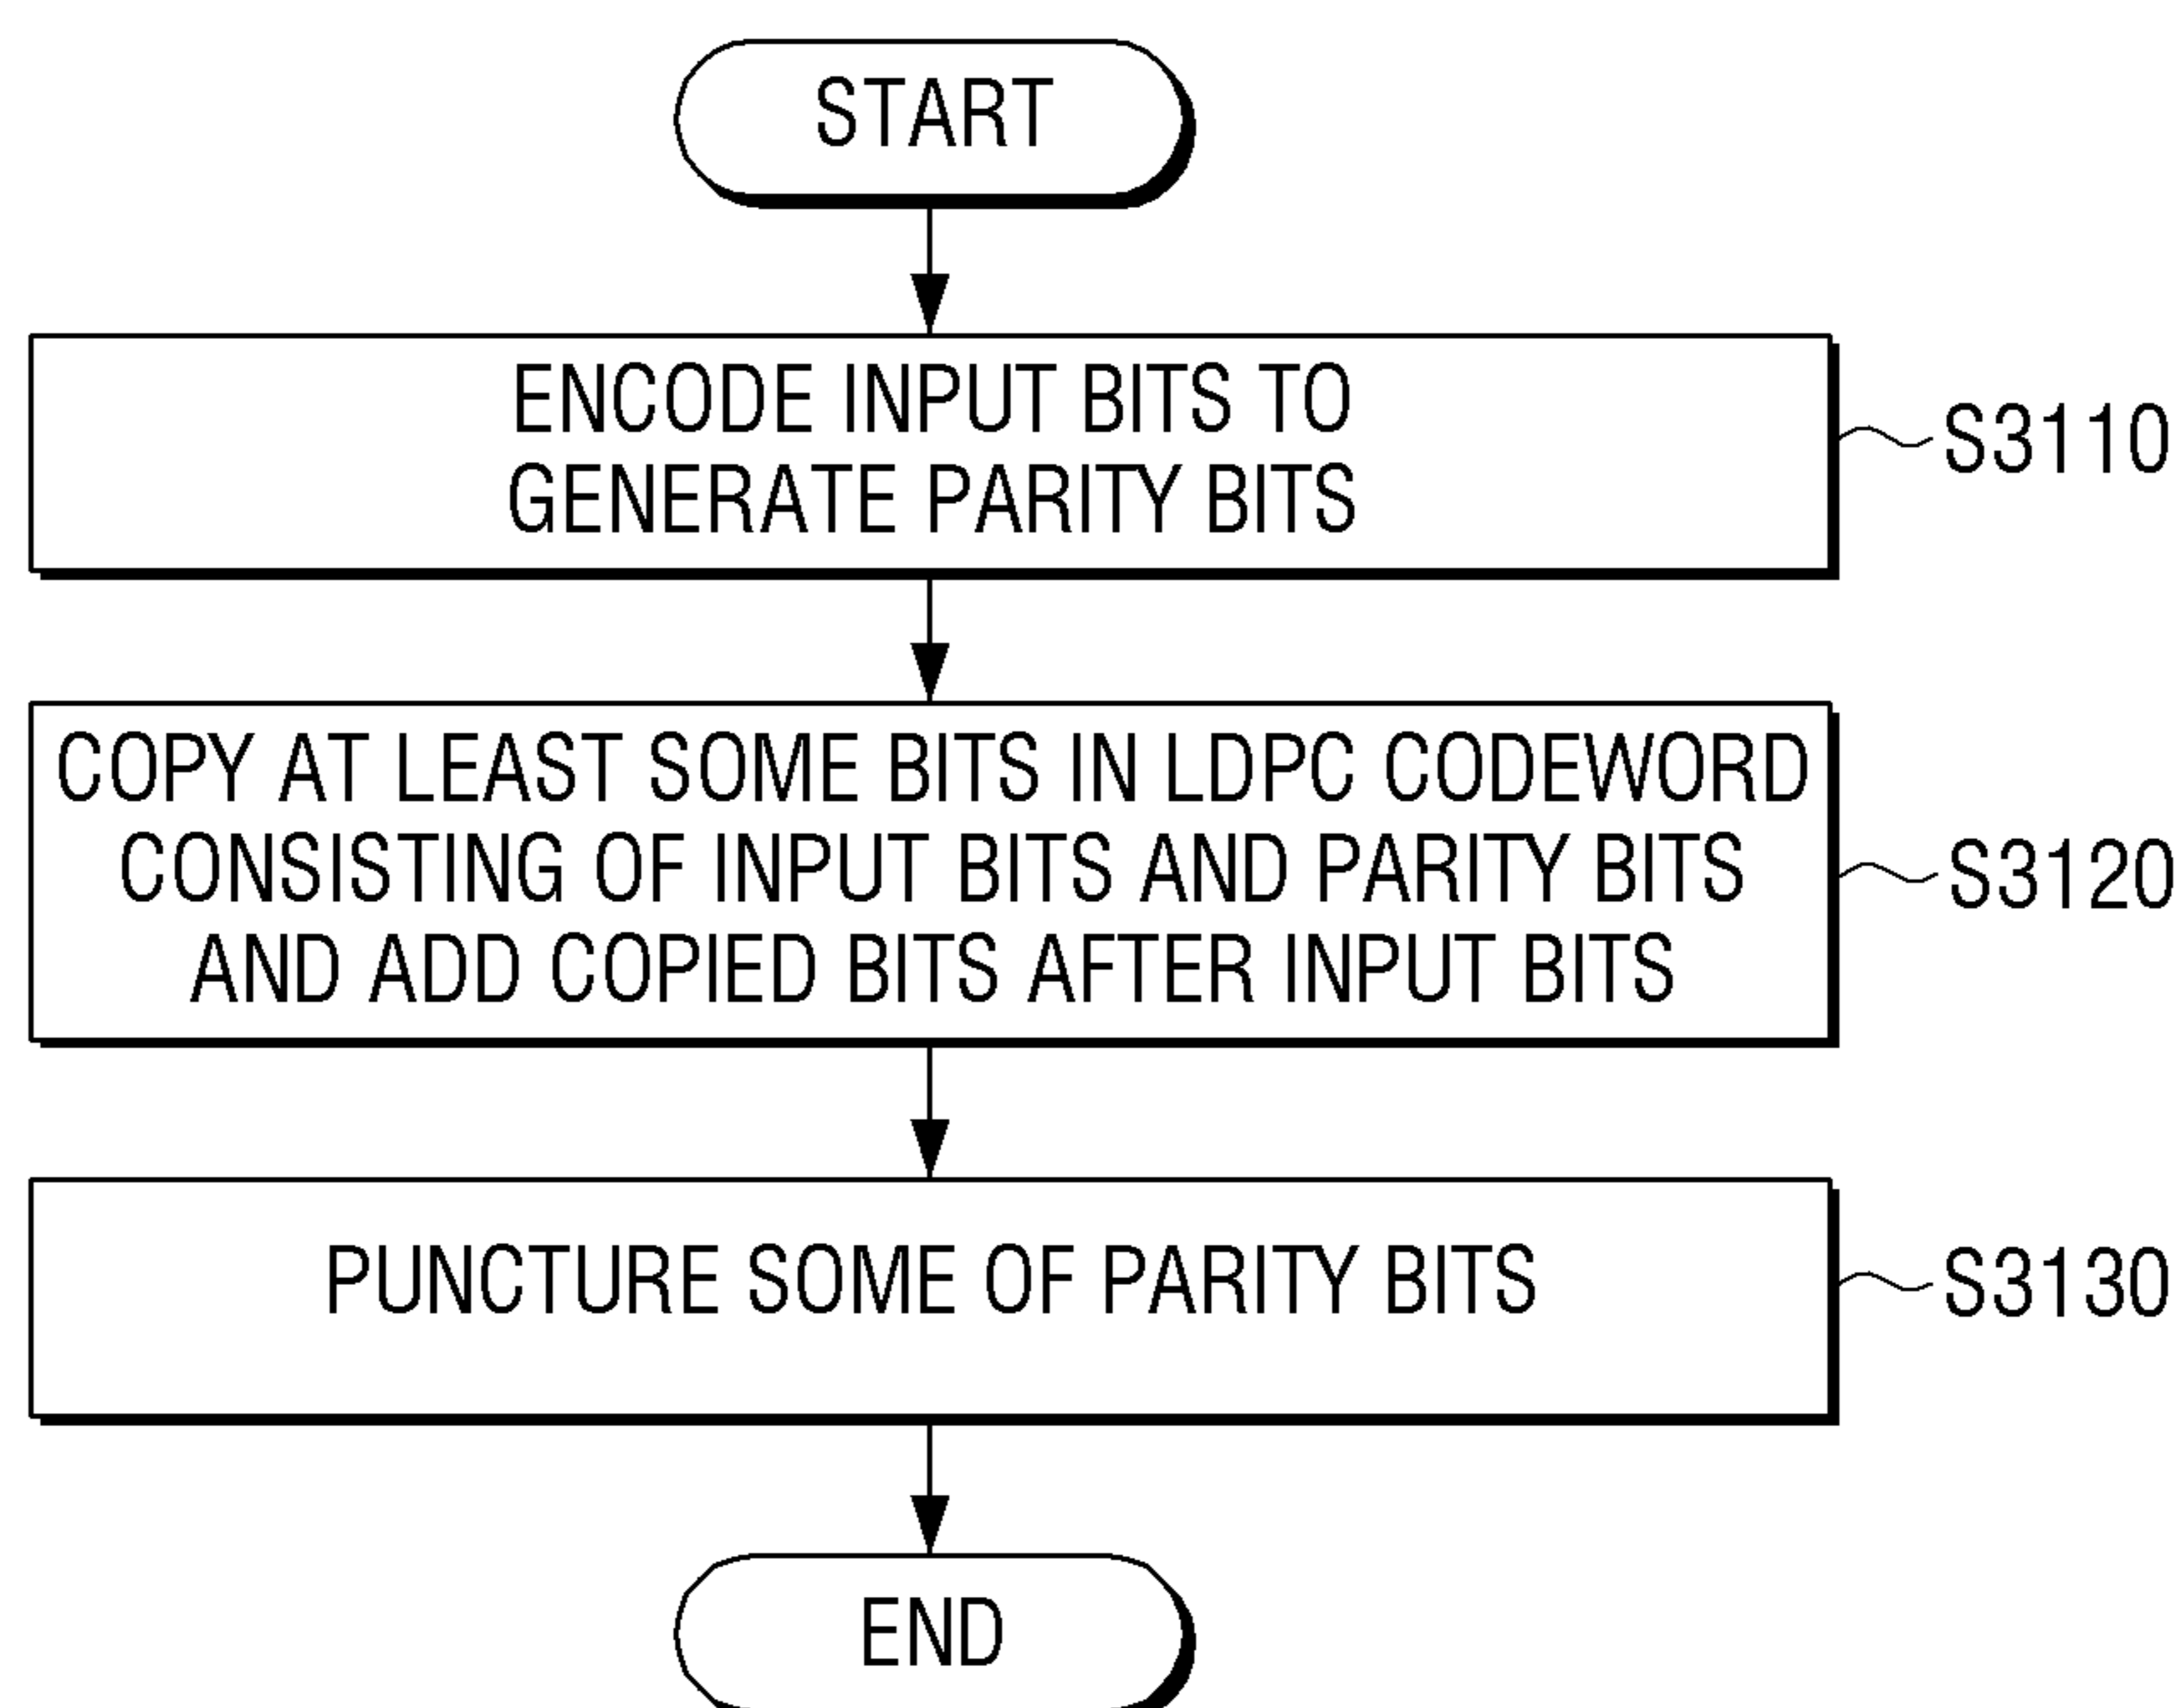 START
ENCODE INPUT BITS TO
GENERATE PARITY BITS
S3110
COPY AT LEAST SOME BITS IN LDPC CODEWORD
CONSISTING OF INPUT BITS AND PARITY BITS
AND ADD COPIED BITS AFTER INPUT BITS
S3120
PUNCTURE SOME OF PARITY BITS
S3130
END